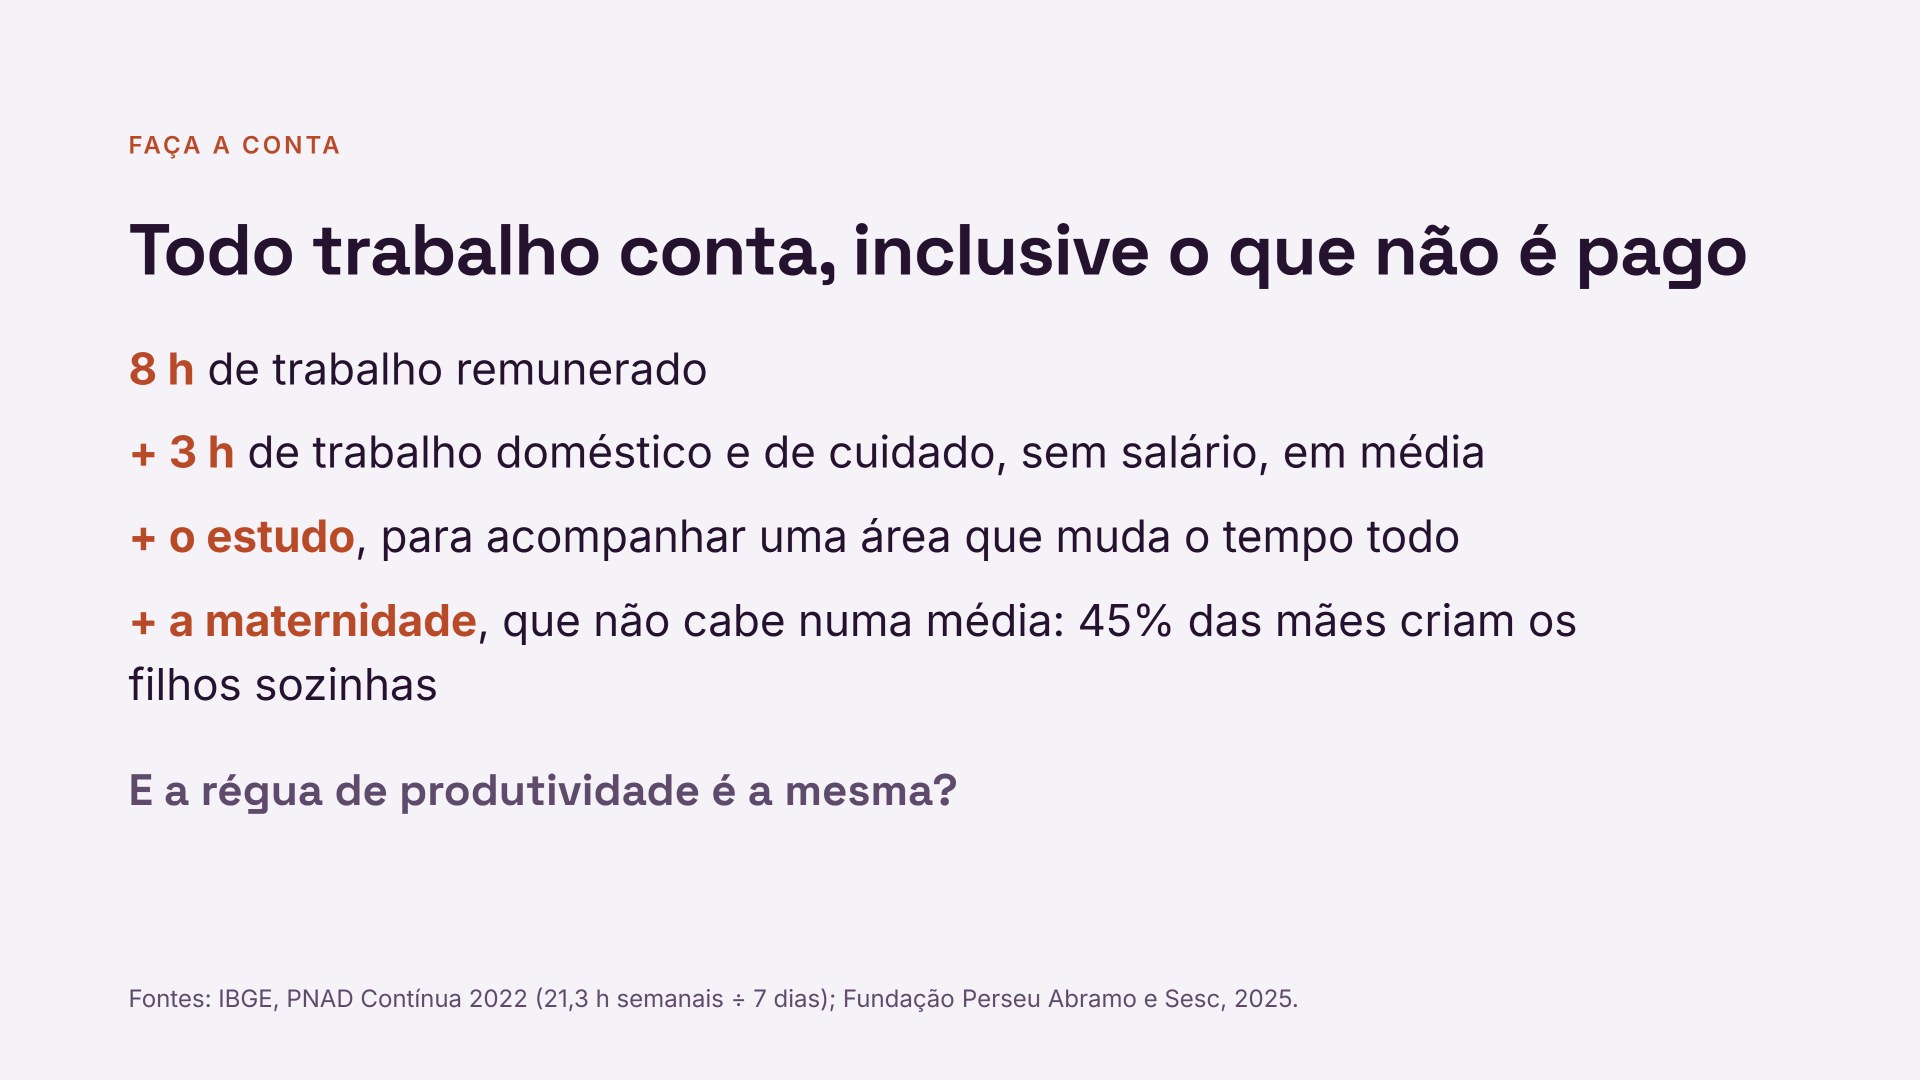 FAÇA A CONTA
Todo trabalho conta, inclusive o que não é pago
8 h de trabalho remunerado
+ 3 h de trabalho doméstico e de cuidado, sem salário, em média
+ o estudo, para acompanhar uma área que muda o tempo todo
+ a maternidade, que não cabe numa média: 45% das mães criam os
filhos sozinhas
E a régua de produtividade é a mesma?
Fontes: IBGE, PNAD Contínua 2022 (21,3 h semanais ÷ 7 dias); Fundação Perseu Abramo e Sesc, 2025.